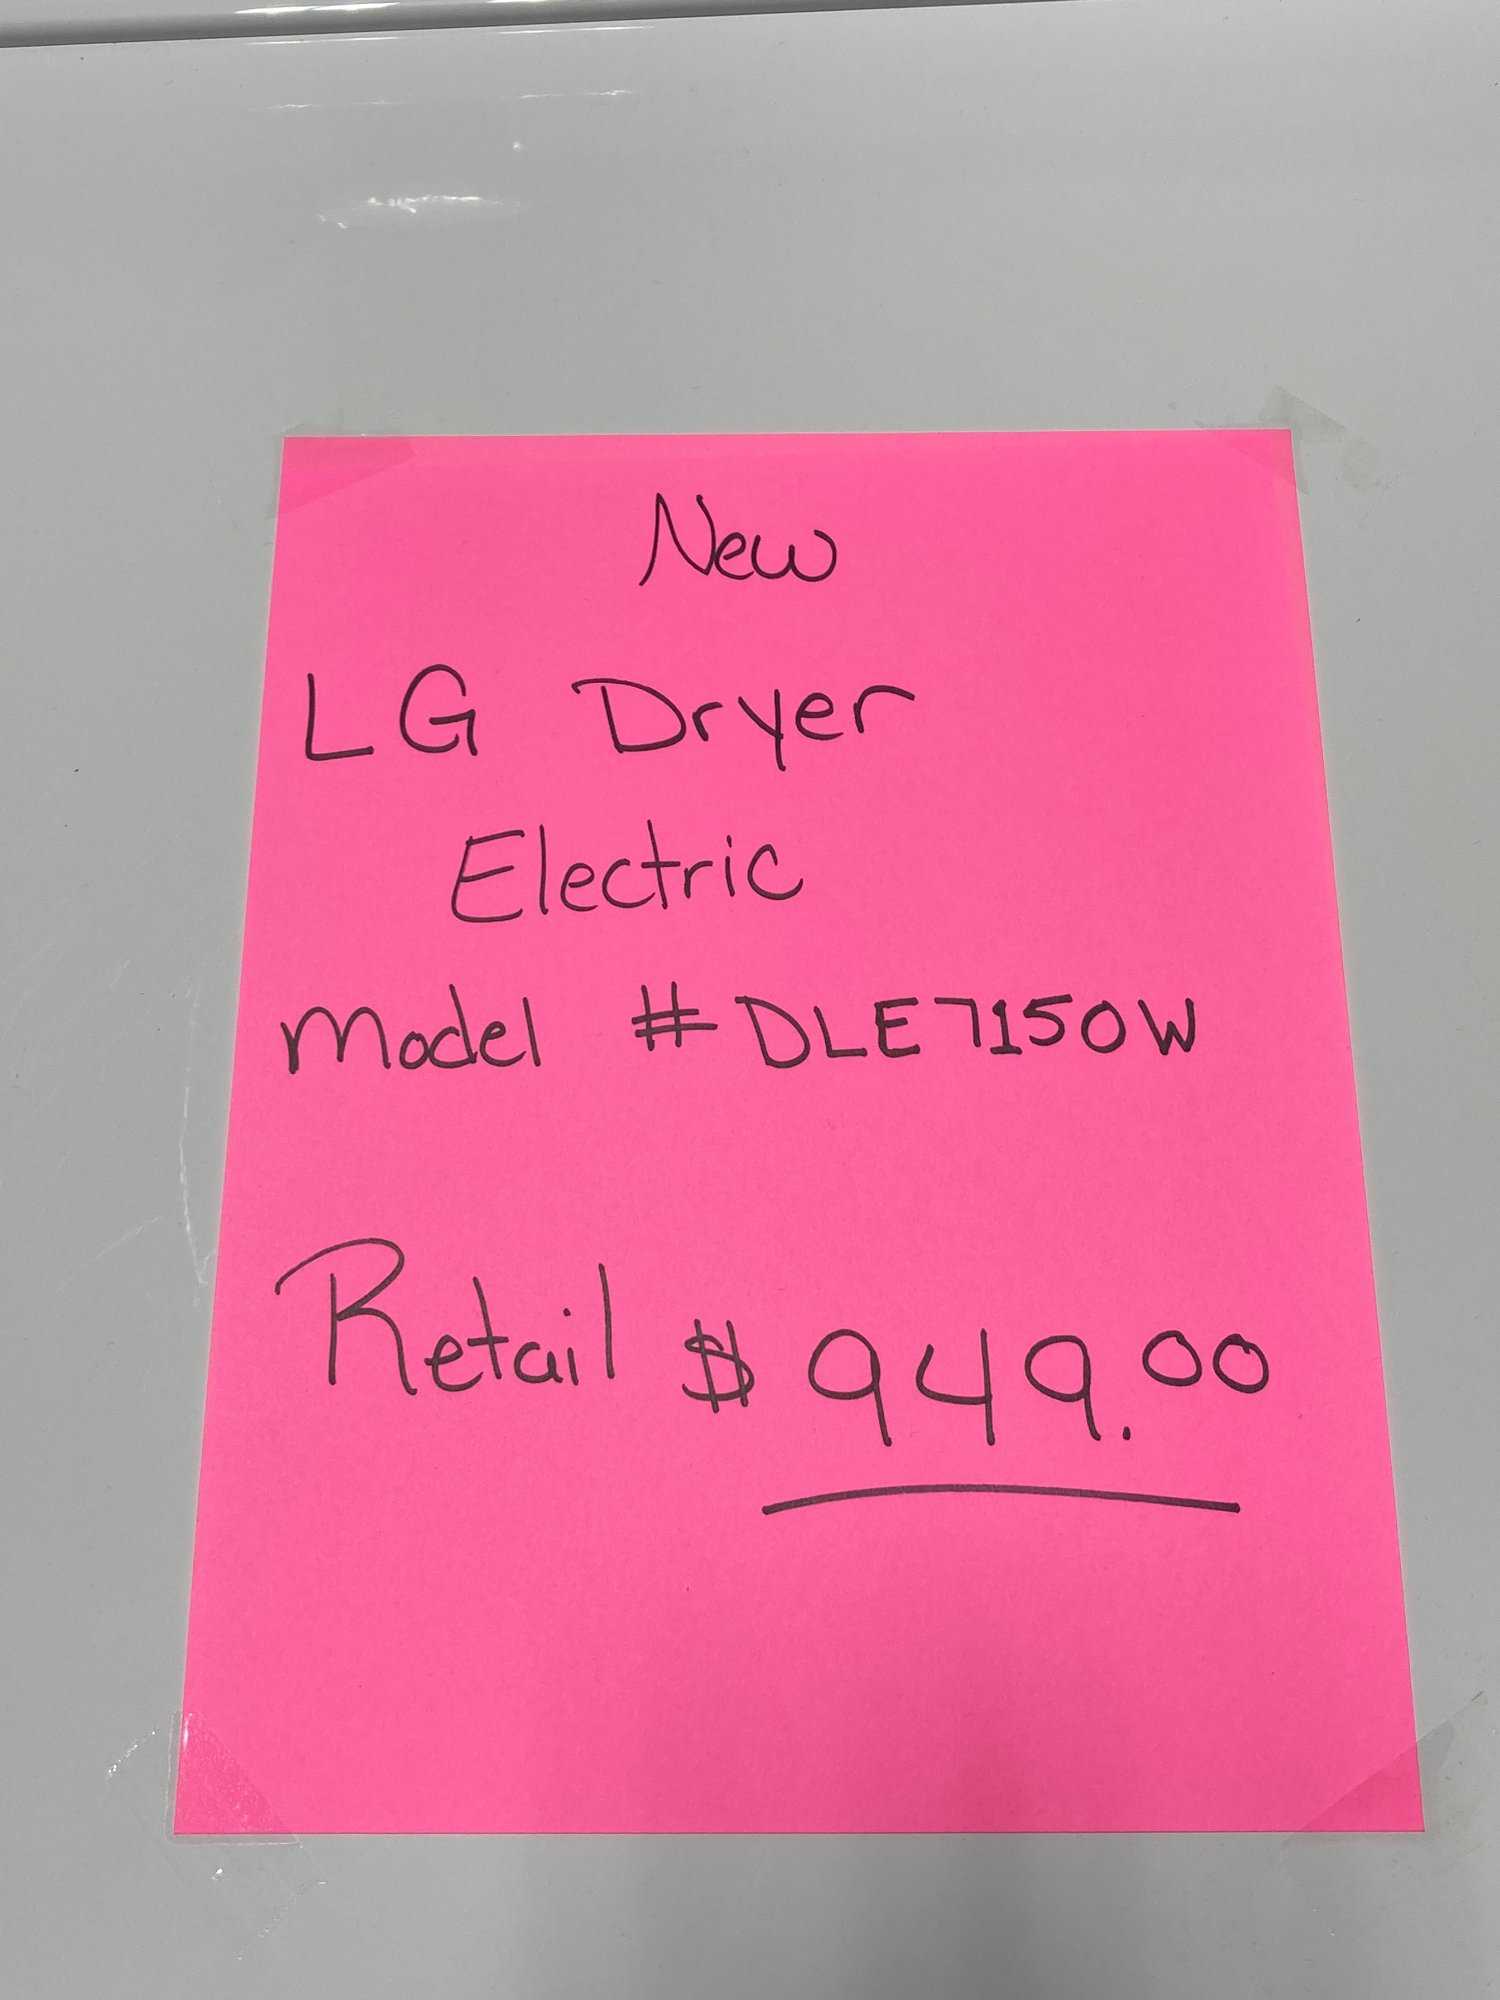 New
LG Dryer
Electric
Model # DLE7150W
Retail $ 949.00